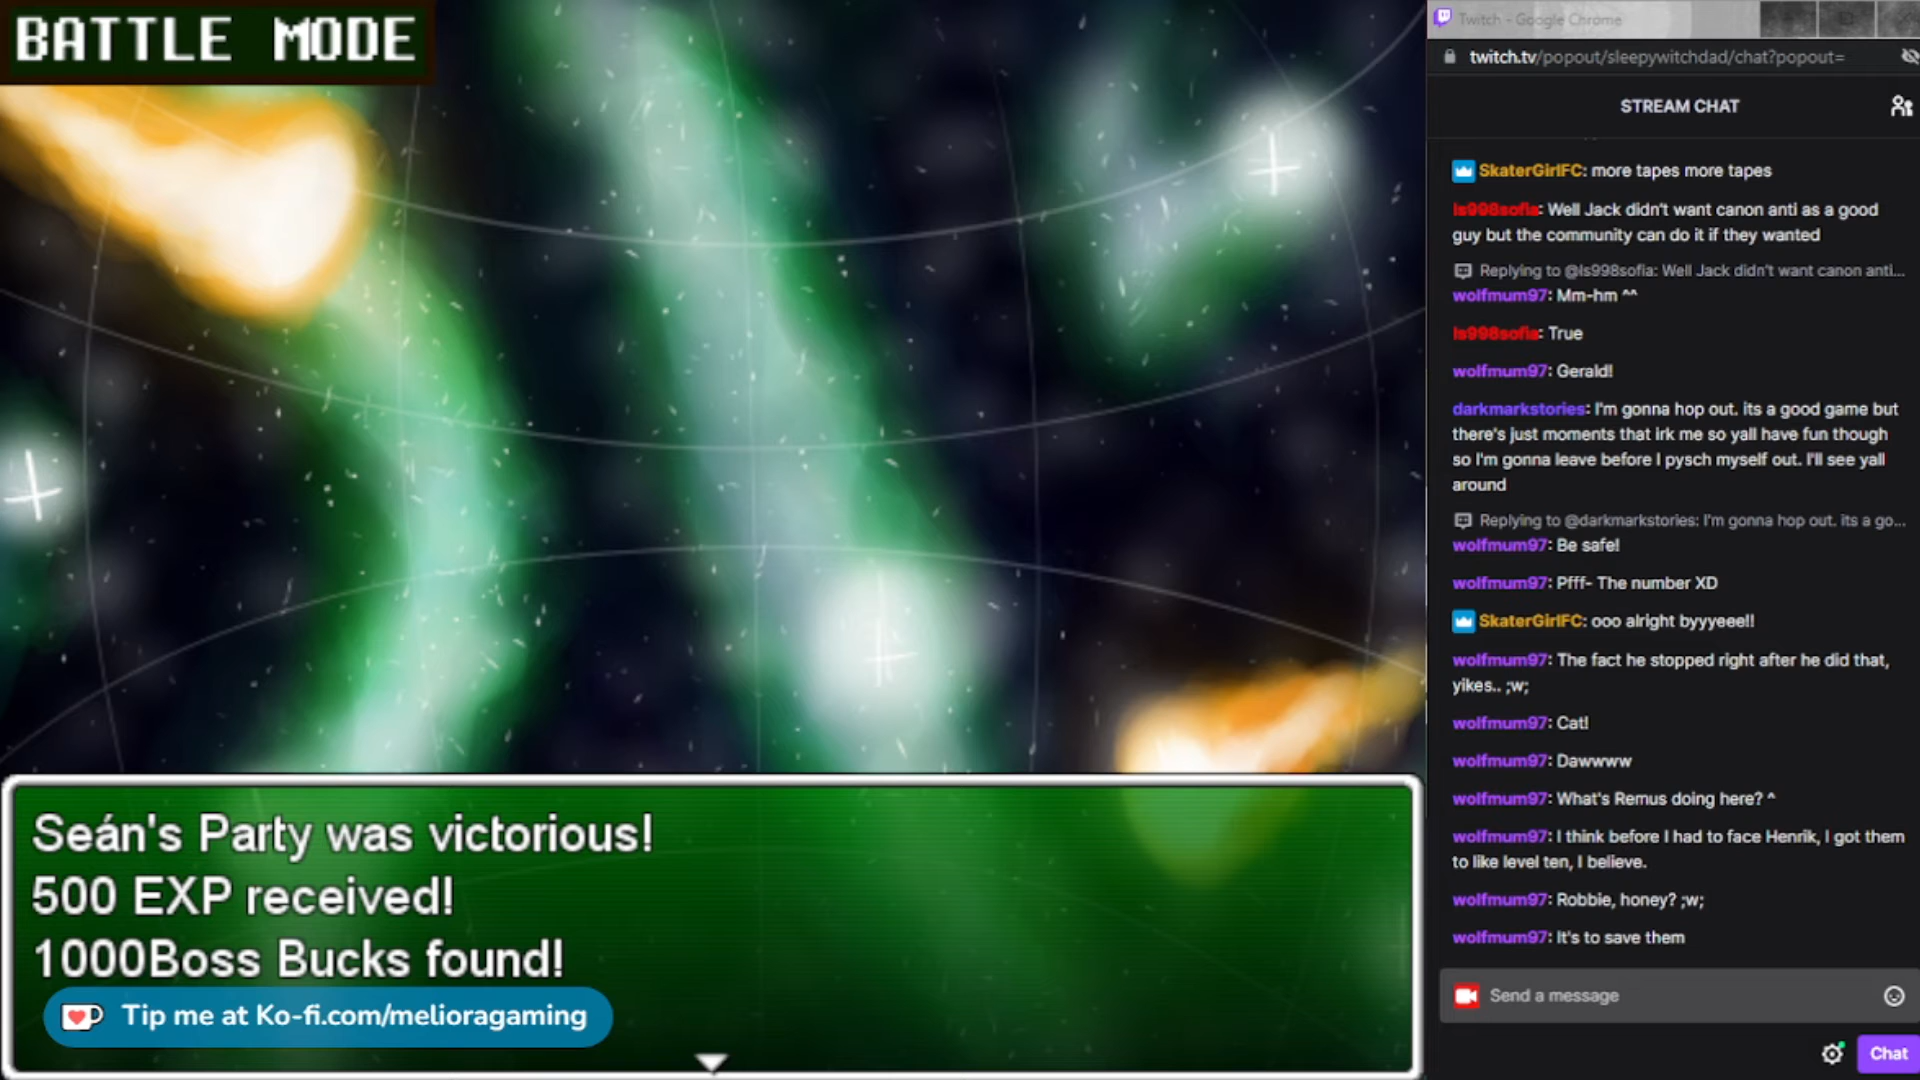 BATTLE MODE
Seán's Party was victorious!
500 EXP received!
1000Boss Bucks found!
Tip me at Ko-fi.com/melioragaming
Twitch - Google Chrome
twitch.tv/popout/sleepywitchdad/chat?popout=
STREAM CHAT
SkaterGirlFC: more tapes more tapes
ls998sofia: Well Jack didn't want canon anti as a good
guy but the community can do it if they wanted
Replying to @ls998sofia: Well Jack didn't want canon anti...
wolfmum97: Mm-hm ^^
ls998sofia: True
wolfmum97: Gerald!
darkmarkstories: I'm gonna hop out. its a good game but
there's just moments that irk me so yall have fun though
so I'm gonna leave before I pysch myself out. I'll see yall
around
Replying to @darkmarkstories: I'm gonna hop out. its a go...
wolfmum97: Be safe!
wolfmum97: Pfff- The number XD
SkaterGirlFC: ooo alright byyyeee!!
wolfmum97: The fact he stopped right after he did that,
yikes.. ;w;
wolfmum97: Cat!
wolfmum97: Dawwww
wolfmum97: What's Remus doing here? ^
wolfmum97: I think before I had to face Henrik, I got them
to like level ten, I believe.
wolfmum97: Robbie, honey? ;w;
wolfmum97: It's to save them
Send a message
Chat